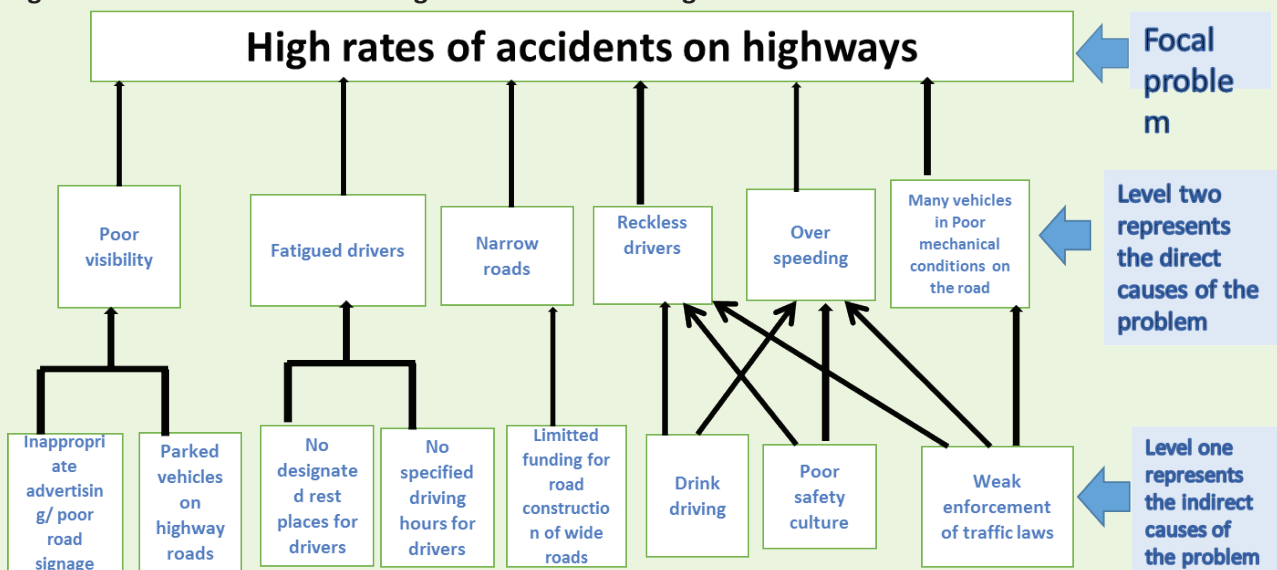 High rates of accidents on highways
Focal
proble
m
Poor
visibility
Fatigued drivers
Narrow
roads
Reckless
drivers
Over
speeding
Many vehicles
in Poor
mechanical
conditions on
the road
Level two
represents
the direct
causes of the
problem
Inappropri
ate
advertisin
g/ poor
road
signage
Parked
vehicles
on
highway
roads
No
designate
d rest
places for
drivers
No
specified
driving
hours for
drivers
Limitted
funding for
road
constructio
n of wide
roads
Drink
driving
Poor
safety
culture
Weak
enforcement
of traffic laws
Level one
represents
the indirect
causes of
the problem